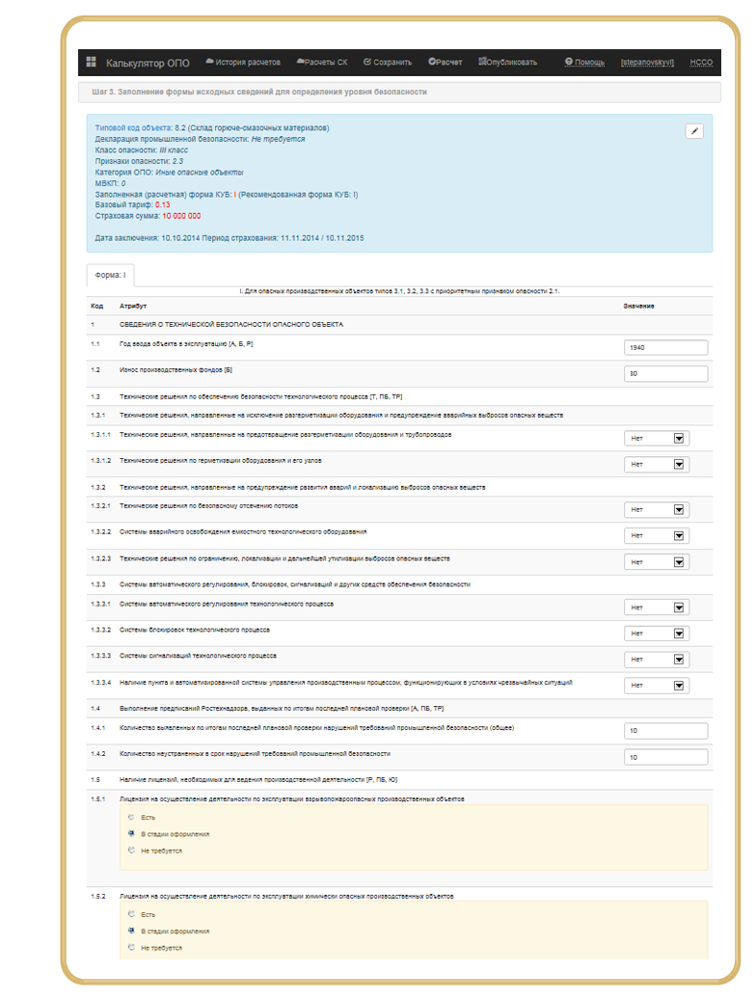 Калькулятор ОПО История расчетов Расчеты СК Сохранить Расчет Опубликовать Помощь [stepanovskyvi] НССО
Шаг 3. Заполнение формы исходных сведений для определения уровня безопасности
Типовой код объекта: 8.2 (Склад горюче-смазочных материалов)
Декларация промышленной безопасности: Не требуется
Класс опасности: III класс
Признаки опасности: 2.3
Категория ОПО: Иные опасные объекты
МВКП: 0
Заполненная (расчетная) форма КУБ: I (Рекомендованная форма КУБ: I)
Базовый тариф: 0.13
Страховая сумма: 10 000 000
Дата заключения: 10.10.2014 Период страхования: 11.11.2014 / 10.11.2015
Форма: I
I. Для опасных производственных объектов типов 3.1, 3.2, 3.3 с приоритетным признаком опасности 2.1.
Код Атрибут Значение
1 СВЕДЕНИЯ О ТЕХНИЧЕСКОЙ БЕЗОПАСНОСТИ ОПАСНОГО ОБЪЕКТА
1.1 Год ввода объекта в эксплуатацию [А, Б, Р] 1940
1.2 Износ производственных фондов [Б]
1.3 Технические решения по обеспечению безопасности технологического процесса [Т, ПБ, ТР]
1.3.1 Технические решения, направленные на исключение разгерметизации оборудования и предупреждение аварийных выбросов опасных веществ
1.3.1.1 Технические решения, направленные на предотвращение разгерметизации оборудования и трубопроводов Нет
1.3.1.2 Технические решения по герметизации оборудования и его узлов Нет
1.3.2 Технические решения, направленные на предупреждение развития аварий и локализацию выбросов опасных веществ
1.3.2.1 Технические решения по безопасному отсечению потоков Нет
1.3.2.2 Системы аварийного освобождения емкостного технологического оборудования Нет
1.3.2.3 Технические решения по ограничению, локализации и дальнейшей утилизации выбросов опасных веществ Нет
1.3.3 Системы автоматического регулирования, блокировок, сигнализаций и других средств обеспечения безопасности
1.3.3.1 Системы автоматического регулирования технологического процесса Нет
1.3.3.2 Системы блокировок технологического процесса Нет
1.3.3.3 Системы сигнализаций технологического процесса Нет
1.3.3.4 Наличие пункта и автоматизированной системы управления производственным процессом, функционирующих в условиях чрезвычайных ситуаций Нет
1.4 Выполнение предписаний Ростехнадзора, выданных по итогам последней плановой проверки [А, ПБ, ТР]
1.4.1 Количество выявленных по итогам последней плановой проверки нарушений требований промышленной безопасности (общее) 10
1.4.2 Количество неустраненных в срок нарушений требований промышленной безопасности 10
1.5 Наличие лицензий, необходимых для ведения производственной деятельности [Р, ПБ, Ю]
1.5.1 Лицензия на осуществление деятельности по эксплуатации взрывопожароопасных производственных объектов
Есть
В стадии оформления
Не требуется
1.5.2 Лицензия на осуществление деятельности по эксплуатации химически опасных производственных объектов
Есть
В стадии оформления
Не требуется